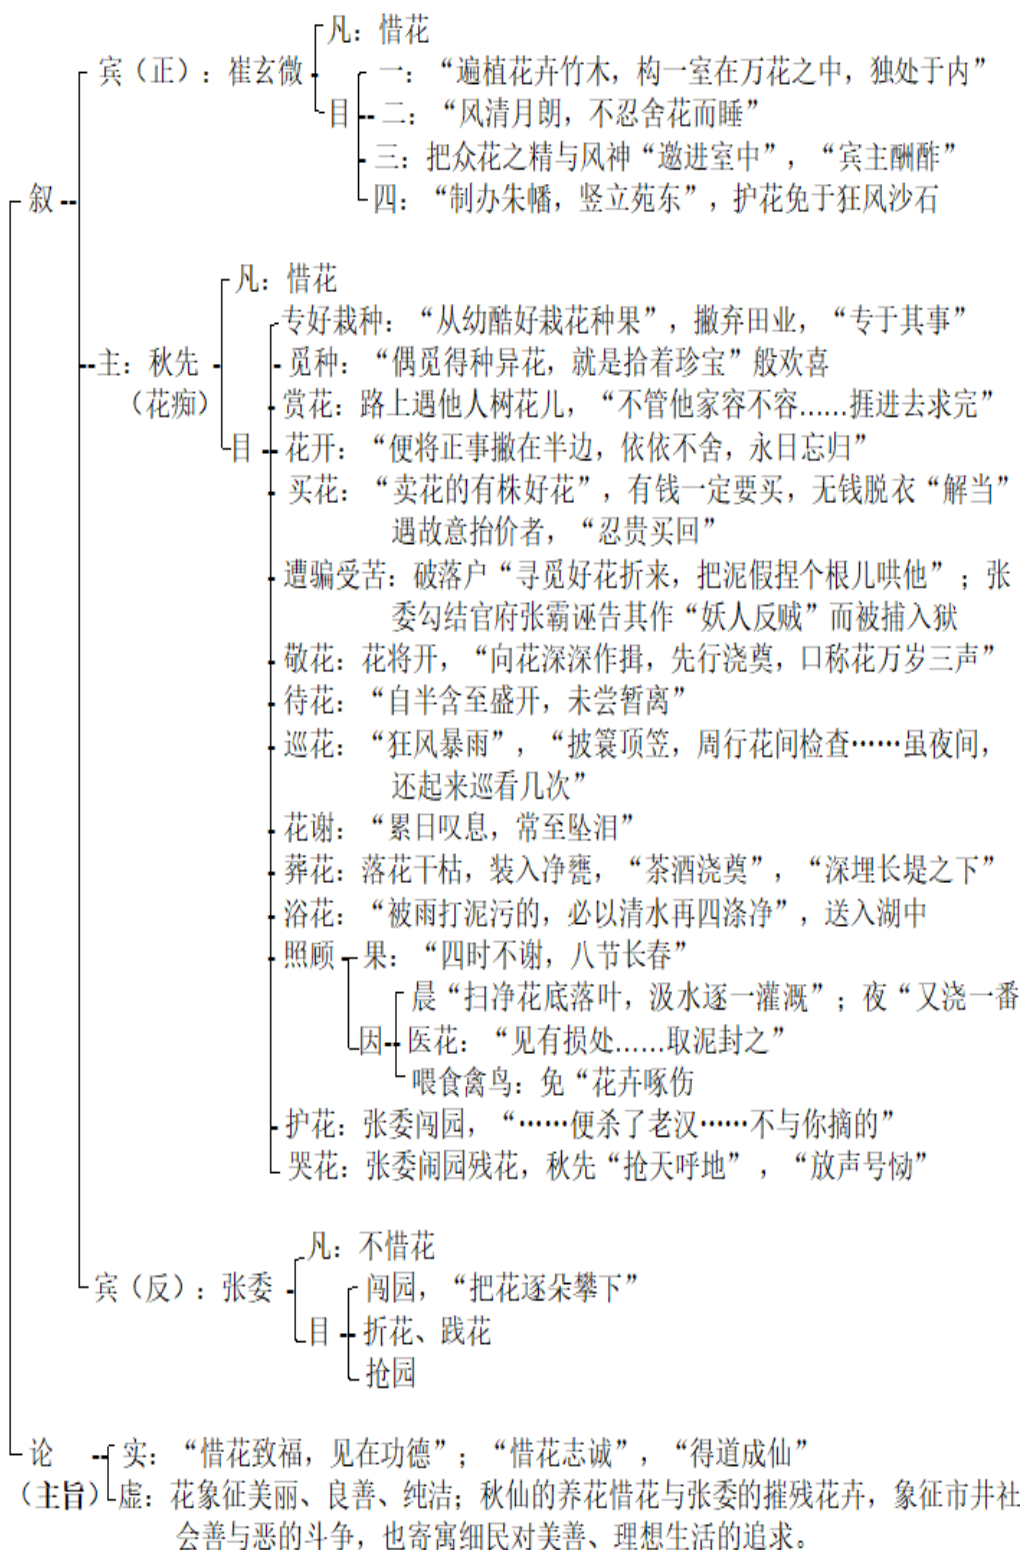 凡：惜花
宾（正）：崔玄微
一：“遍植花卉竹木，构一室在万花之中，独处于内”
目
二：“风清月朗，不忍舍花而睡”
三：把众花之精与风神“邀进室中”，“宾主酬酢”
叙
四：“制办朱幡，竖立苑东”，护花免于狂风沙石
凡：惜花
专好栽种：“从幼酷好栽花种果”，撇弃田业，“专于其事”
主：秋先
觅种：“偶觅得种异花，就是拾着珍宝”般欢喜
（花痴）
赏花：路上遇他人树花儿，“不管他家容不容……捱进去求完”
目
花开：“便将正事撇在半边，依依不舍，永日忘归”
买花：“卖花的有株好花”，有钱一定要买，无钱脱衣“解当”
遇故意抬价者，“忍贵买回”
遭骗受苦：破落户“寻觅好花折来，把泥假捏个根儿哄他”；张
委勾结官府张霸诬告其作“妖人反贼”而被捕入狱
敬花：花将开，“向花深深作揖，先行浇奠，口称花万岁三声”
待花：“自半含至盛开，未尝暂离”
巡花：“狂风暴雨”，“披簑顶笠，周行花间检查……虽夜间，
还起来巡看几次”
花谢：“累日叹息，常至坠泪”
葬花：落花干枯，装入净甕，“茶酒浇奠”，“深埋长堤之下”
浴花：“被雨打泥污的，必以清水再四涤净”，送入湖中
照顾
果：“四时不谢，八节长春”
晨“扫净花底落叶，汲水逐一灌溉”；夜“又浇一番
因
医花：“见有损处……取泥封之”
喂食禽鸟：免“花卉啄伤
护花：张委闯园，“……便杀了老汉……不与你摘的”
哭花：张委闹园残花，秋先“抢天呼地”，“放声号恸”
凡：不惜花
宾（反）：张委
闯园，“把花逐朵攀下”
目
折花、践花
抢园
论
实：“惜花致福，见在功德”；“惜花志诚”，“得道成仙”
（主旨）
虚：花象征美丽、良善、纯洁；秋仙的养花惜花与张委的摧残花卉，象征市井社
会善与恶的斗争，也寄寓细民对美善、理想生活的追求。